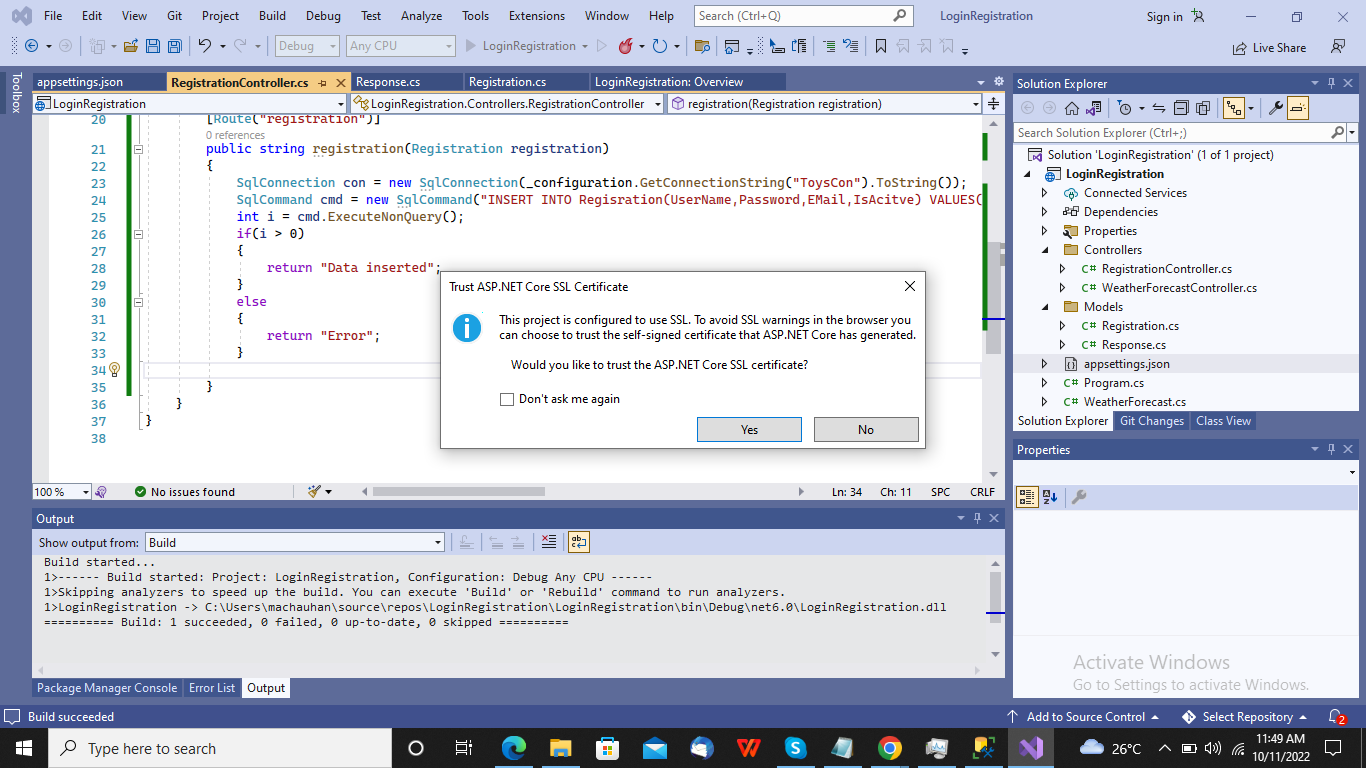 File Edit View Git Project Build Debug Test Analyze Tools Extensions Window Help Search (Ctrl+Q) LoginRegistration Sign in
Debug Any CPU LoginRegistration Live Share
Toolbox
appsettings.json RegistrationController.cs Response.cs Registration.cs LoginRegistration: Overview
LoginRegistration LoginRegistration.Controllers.RegistrationController registration(Registration registration)
20 [Route("registration")]
0 references
21 public string registration(Registration registration)
22 {
23 SqlConnection con = new SqlConnection(_configuration.GetConnectionString("ToysCon").ToString());
24 SqlCommand cmd = new SqlCommand("INSERT INTO Regisration(UserName,Password,EMail,IsAcitve) VALUES(
25 int i = cmd.ExecuteNonQuery();
26 if(i > 0)
27 {
28 return "Data inserted";
29 }
30 else
31 {
32 return "Error";
33 }
34
35 }
36 }
37 }
38
Trust ASP.NET Core SSL Certificate
This project is configured to use SSL. To avoid SSL warnings in the browser you
can choose to trust the self-signed certificate that ASP.NET Core has generated.
Would you like to trust the ASP.NET Core SSL certificate?
Don't ask me again
Yes No
100 % No issues found Ln: 34 Ch: 11 SPC CRLF
Output
Show output from: Build
Build started...
1>------ Build started: Project: LoginRegistration, Configuration: Debug Any CPU ------
1>Skipping analyzers to speed up the build. You can execute 'Build' or 'Rebuild' command to run analyzers.
1>LoginRegistration -> C:\Users\machauhan\source\repos\LoginRegistration\LoginRegistration\bin\Debug\net6.0\LoginRegistration.dll
========== Build: 1 succeeded, 0 failed, 0 up-to-date, 0 skipped ==========
Package Manager Console Error List Output
Solution Explorer
Search Solution Explorer (Ctrl+;)
Solution 'LoginRegistration' (1 of 1 project)
LoginRegistration
Connected Services
Dependencies
Properties
Controllers
C# RegistrationController.cs
C# WeatherForecastController.cs
Models
C# Registration.cs
C# Response.cs
appsettings.json
C# Program.cs
C# WeatherForecast.cs
Solution Explorer Git Changes Class View
Properties
Activate Windows
Go to Settings to activate Windows.
Build succeeded Add to Source Control Select Repository 2
Type here to search 26°C 11:49 AM
10/11/2022